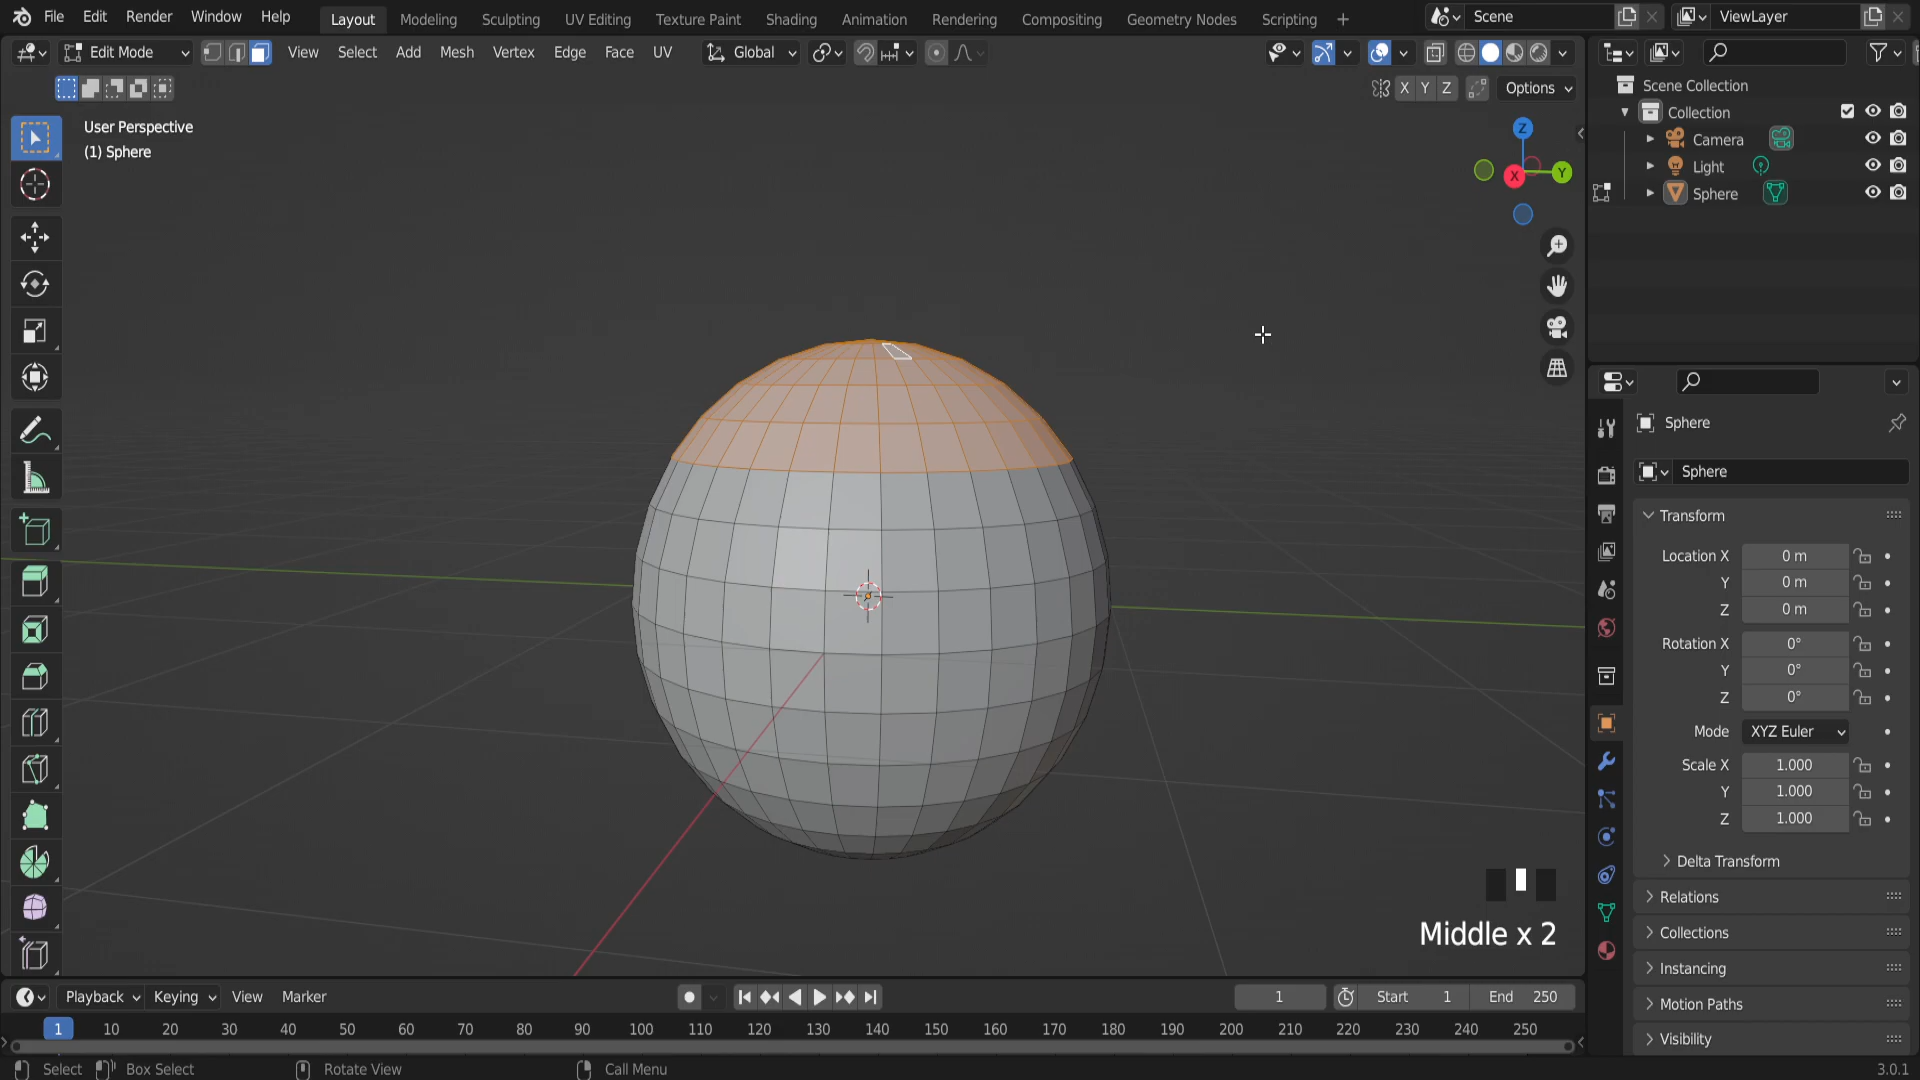 File Edit Render Window Help Layout Modeling Sculpting UV Editing Texture Paint Shading Animation Rendering Compositing Geometry Nodes Scripting + Scene ViewLayer
Edit Mode View Select Add Mesh Vertex Edge Face UV Global
X Y Z Options
User Perspective
(1) Sphere
Z
X
Y
Scene Collection
Collection
Camera
Light
Sphere
Sphere
Sphere
Transform
Location X 0 m
Y 0 m
Z 0 m
Rotation X 0°
Y 0°
Z 0°
Mode XYZ Euler
Scale X 1.000
Y 1.000
Z 1.000
Delta Transform
Relations
Collections
Instancing
Motion Paths
Visibility
Middle x 2
Playback Keying View Marker 1 Start 1 End 250
1 10 20 30 40 50 60 70 80 90 100 110 120 130 140 150 160 170 180 190 200 210 220 230 240 250
Select Box Select Rotate View Call Menu 3.0.1